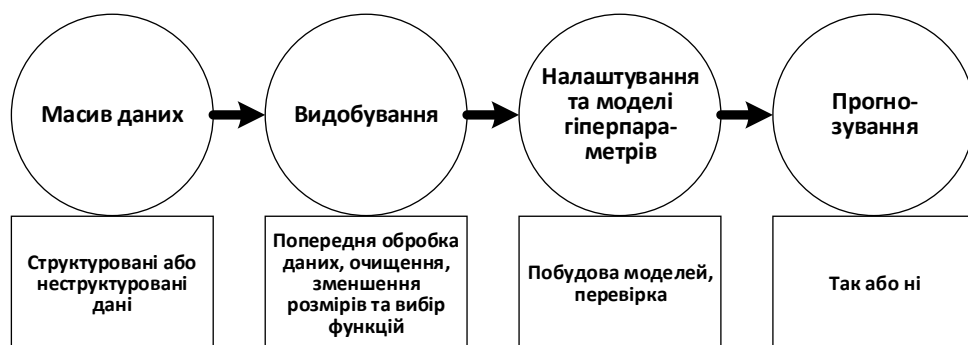 Масив даних
Видобування
Налаштування
та моделі
гіперпара-
метрів
Прогно-
зування
Структуровані або
неструктуровані
дані
Попередня обробка
даних, очищення,
зменшення
розмірів та вибір
функцій
Побудова моделей,
перевірка
Так або ні